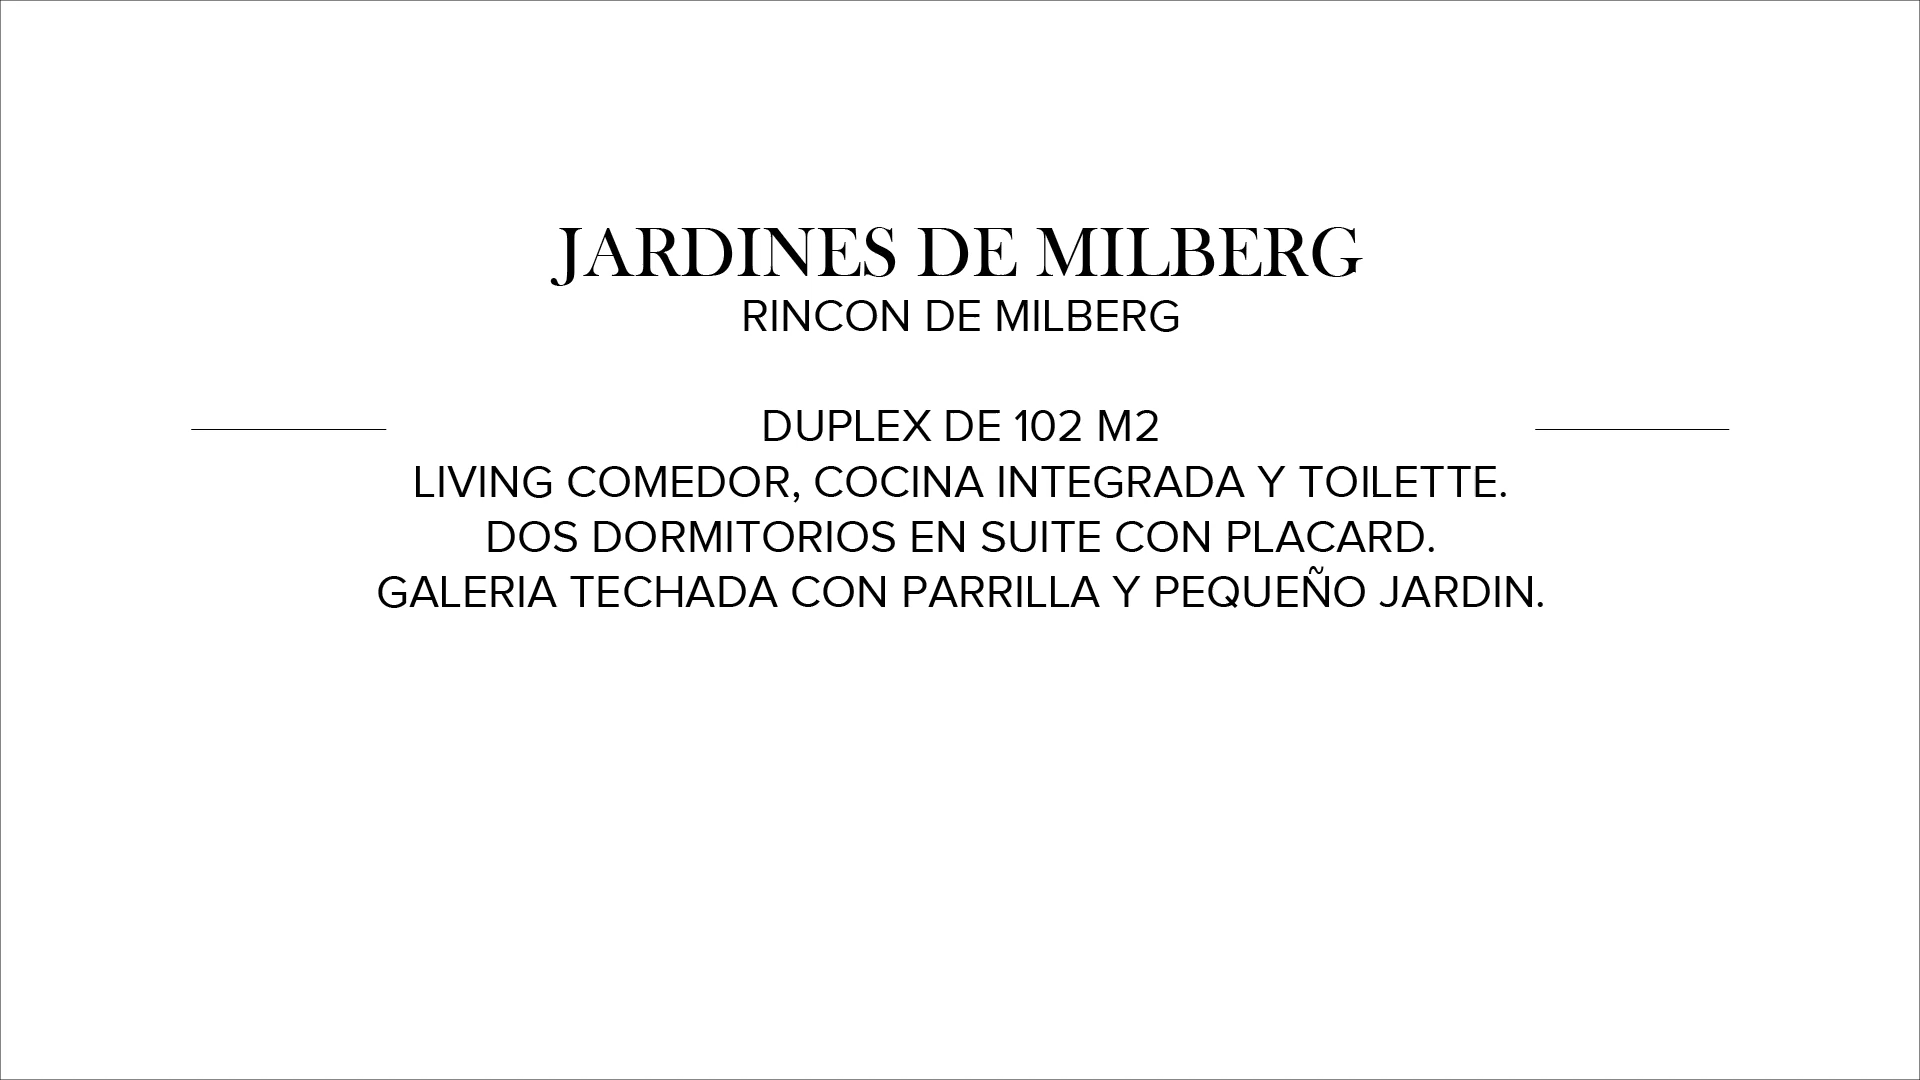 JARDINES DE MILBERG
RINCON DE MILBERG
DUPLEX DE 102 M2
LIVING COMEDOR, COCINA INTEGRADA Y TOILETTE.
DOS DORMITORIOS EN SUITE CON PLACARD.
GALERIA TECHADA CON PARRILLA Y PEQUEÑO JARDIN.